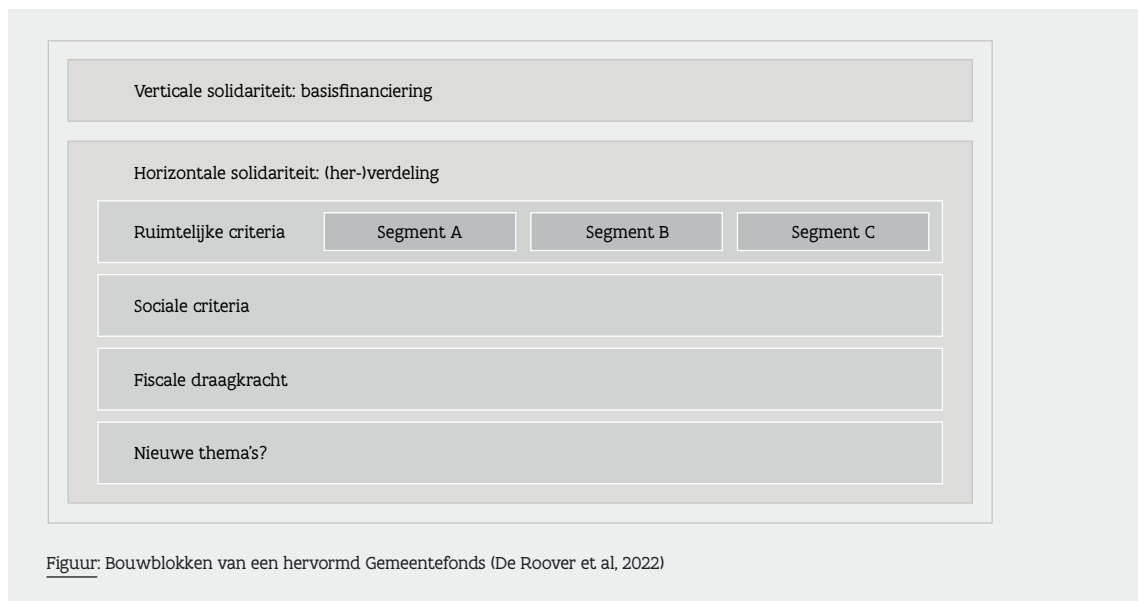 Verticale solidariteit: basisfinanciering
Horizontale solidariteit: (her-)verdeling
Ruimtelijke criteria Segment A Segment B Segment C
Sociale criteria
Fiscale draagkracht
Nieuwe thema's?
Figuur: Bouwblokken van een hervormd Gemeentefonds (De Roover et al, 2022)